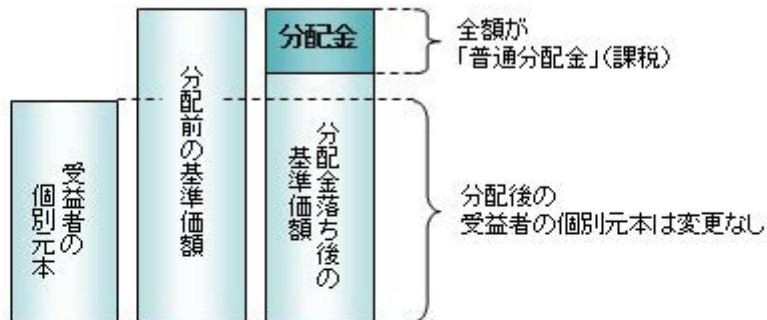 受益者の
個別元本
分配前の基準価額
分配金
分配金落ち後の
基準価額
全額が
「普通分配金」(課税)
分配後の
受益者の個別元本は変更なし